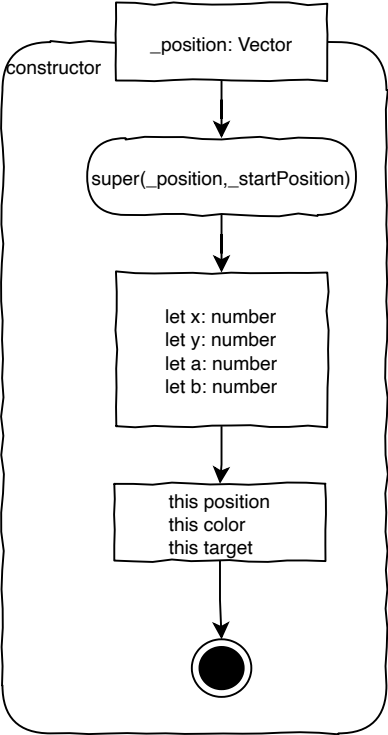 _position: Vector
constructor
super(_position,_startPosition)
let x: number
let y: number
let a: number
let b: number
this position
this color
this target